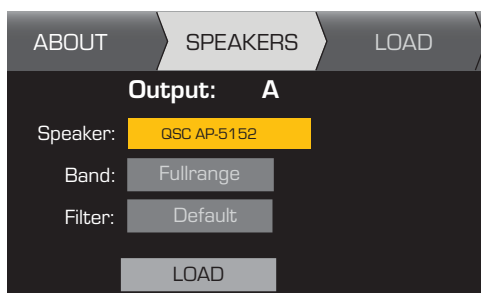 ABOUT SPEAKERS LOAD
Output: A
Speaker: QSC AP-5152
Band: Fullrange
Filter: Default
LOAD